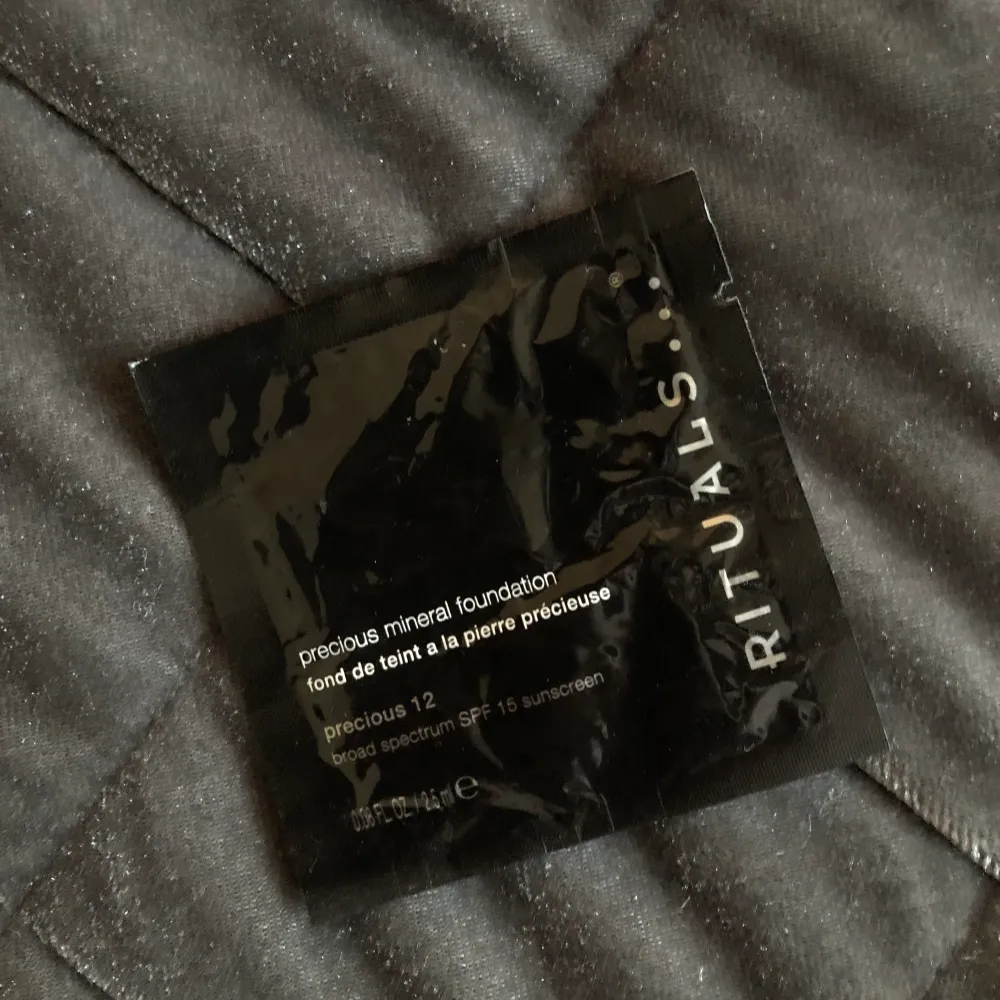 RITUALS....®
precious mineral foundation
fond de teint a la pierre précieuse
precious 12
broad spectrum SPF 15 sunscreen
0.08 FL OZ / 2.5 ml e